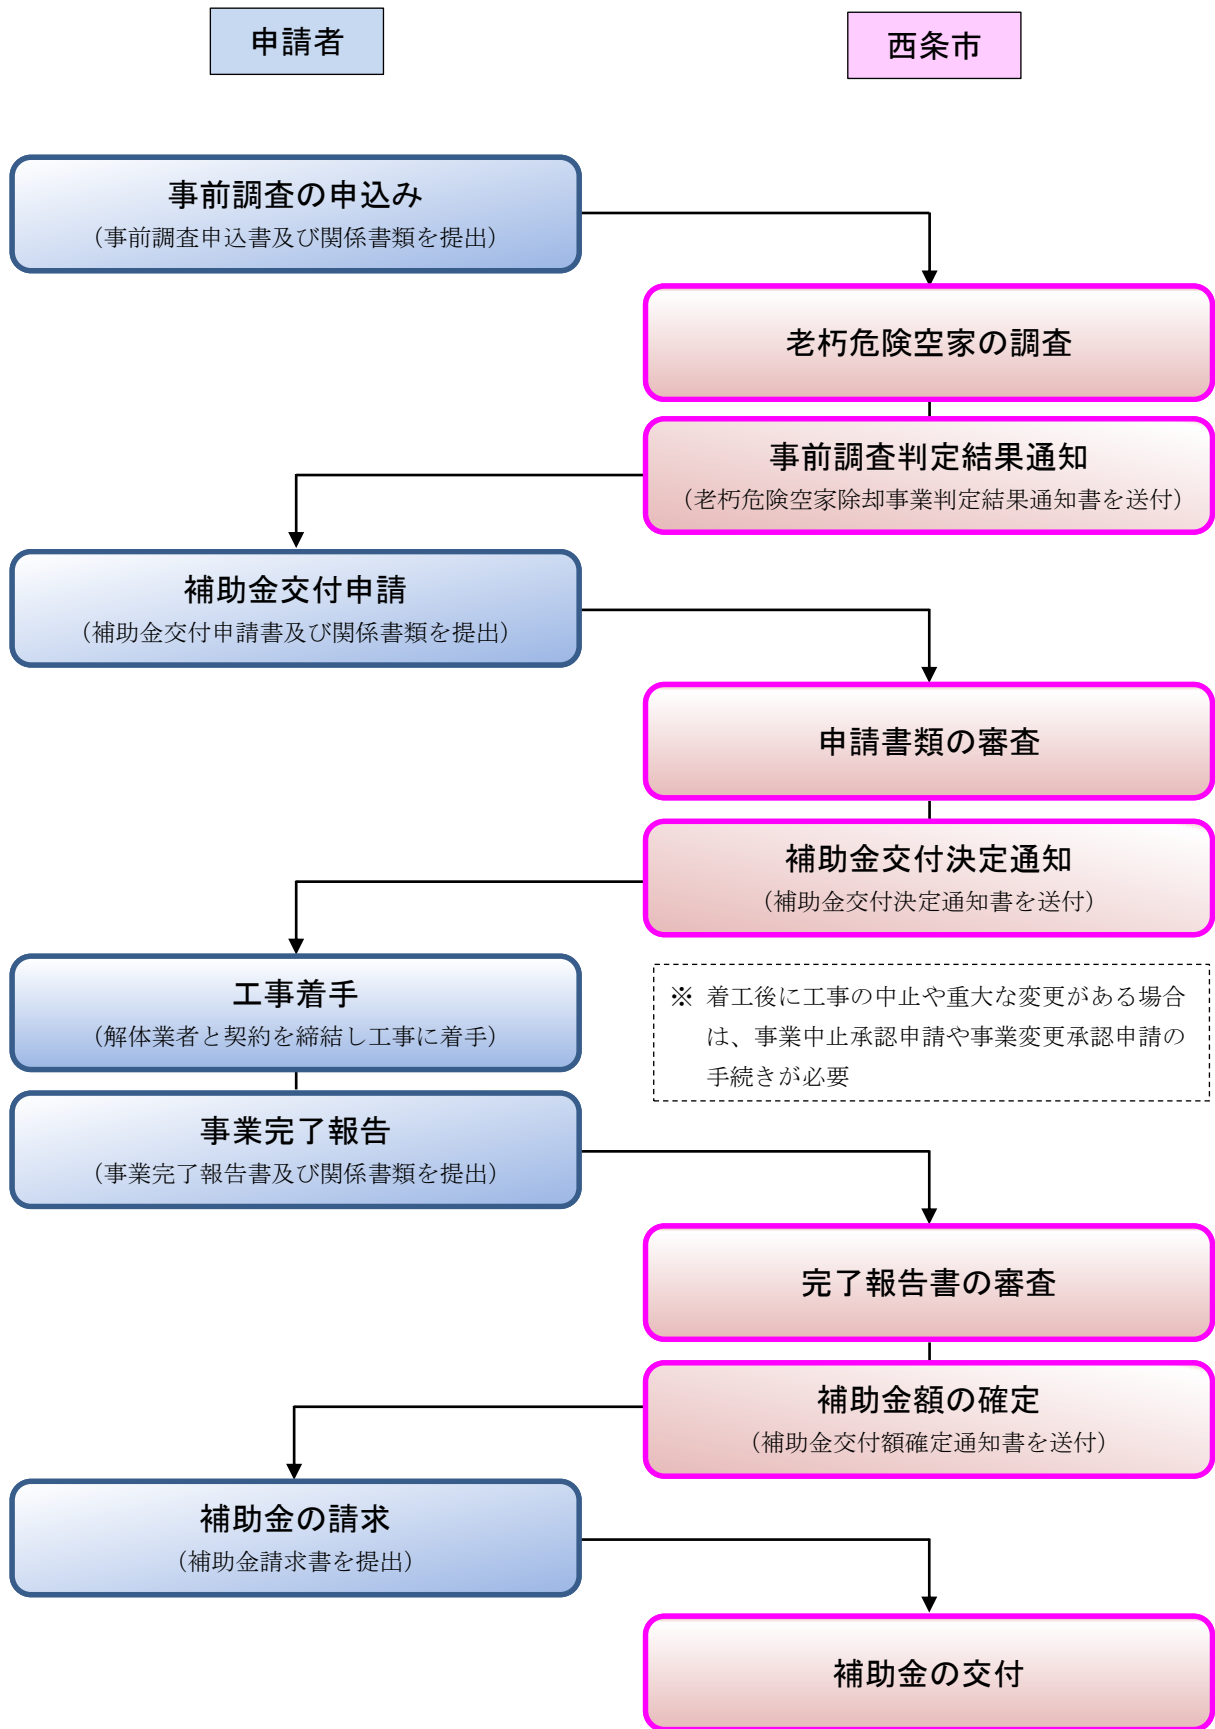 申請者
西条市
事前調査の申込み
（事前調査申込書及び関係書類を提出）
老朽危険空家の調査
事前調査判定結果通知
（老朽危険空家除却事業判定結果通知書を送付）
補助金交付申請
（補助金交付申請書及び関係書類を提出）
申請書類の審査
補助金交付決定通知
（補助金交付決定通知書を送付）
工事着手
（解体業者と契約を締結し工事に着手）
※ 着工後に工事の中止や重大な変更がある場合
は、事業中止承認申請や事業変更承認申請の
手続きが必要
事業完了報告
（事業完了報告書及び関係書類を提出）
完了報告書の審査
補助金額の確定
（補助金交付額確定通知書を送付）
補助金の請求
（補助金請求書を提出）
補助金の交付